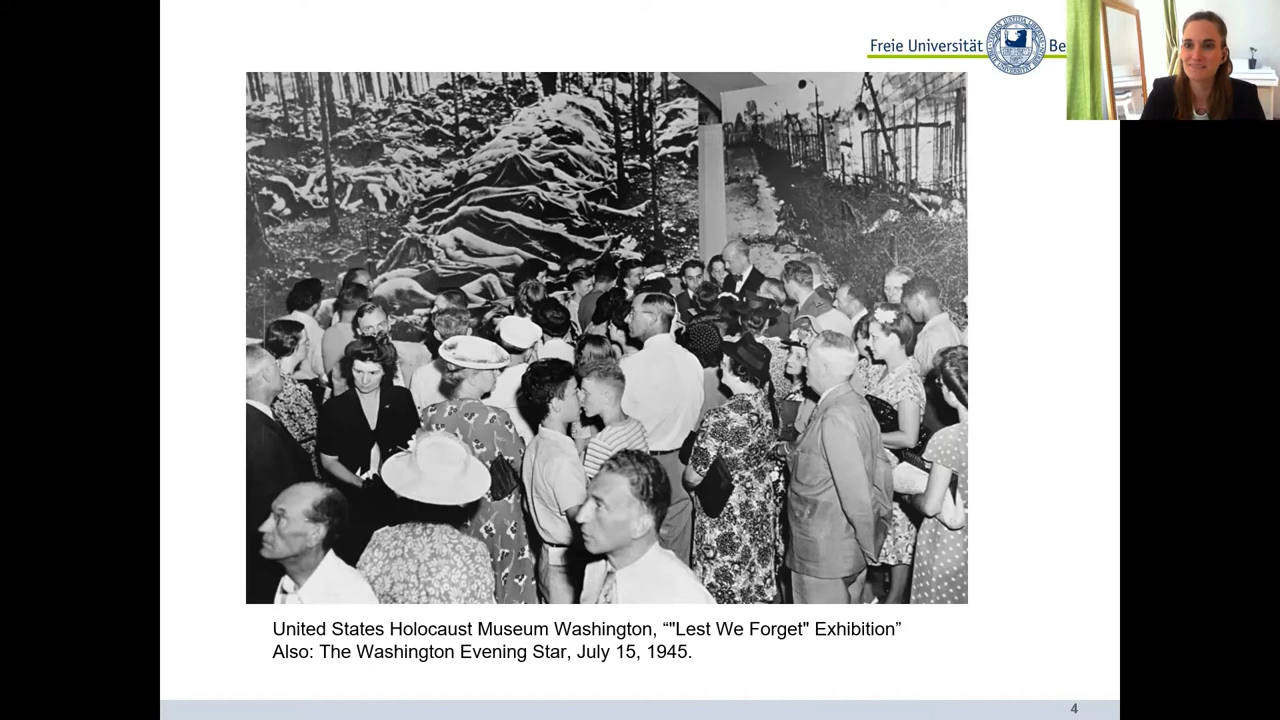 Freie Universität Be
United States Holocaust Museum Washington, “"Lest We Forget" Exhibition”
Also: The Washington Evening Star, July 15, 1945.
4